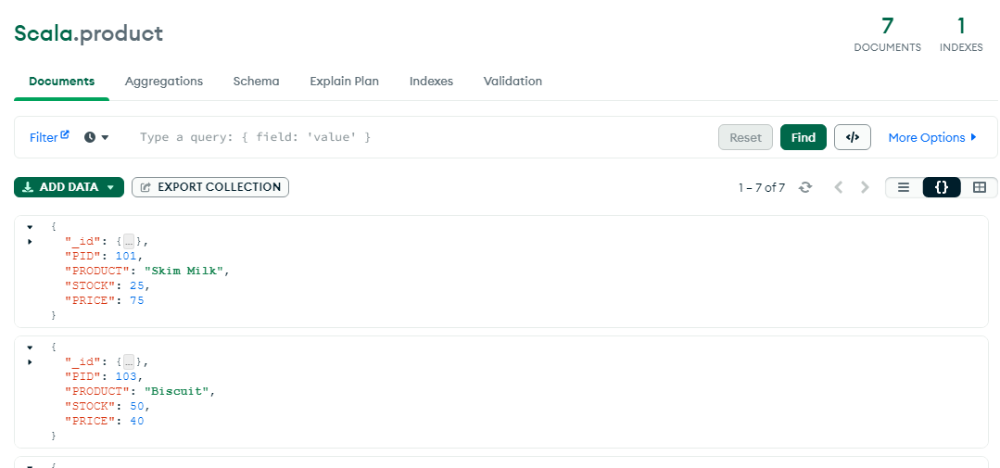 Scala.product
7
DOCUMENTS
1
INDEXES
Documents Aggregations Schema Explain Plan Indexes Validation
Filter Type a query: { field: 'value' } Reset Find </> More Options
ADD DATA EXPORT COLLECTION 1 – 7 of 7 {}
{
"_id": {…},
"PID": 101,
"PRODUCT": "Skim Milk",
"STOCK": 25,
"PRICE": 75
}
{
"_id": {…},
"PID": 103,
"PRODUCT": "Biscuit",
"STOCK": 50,
"PRICE": 40
}
{